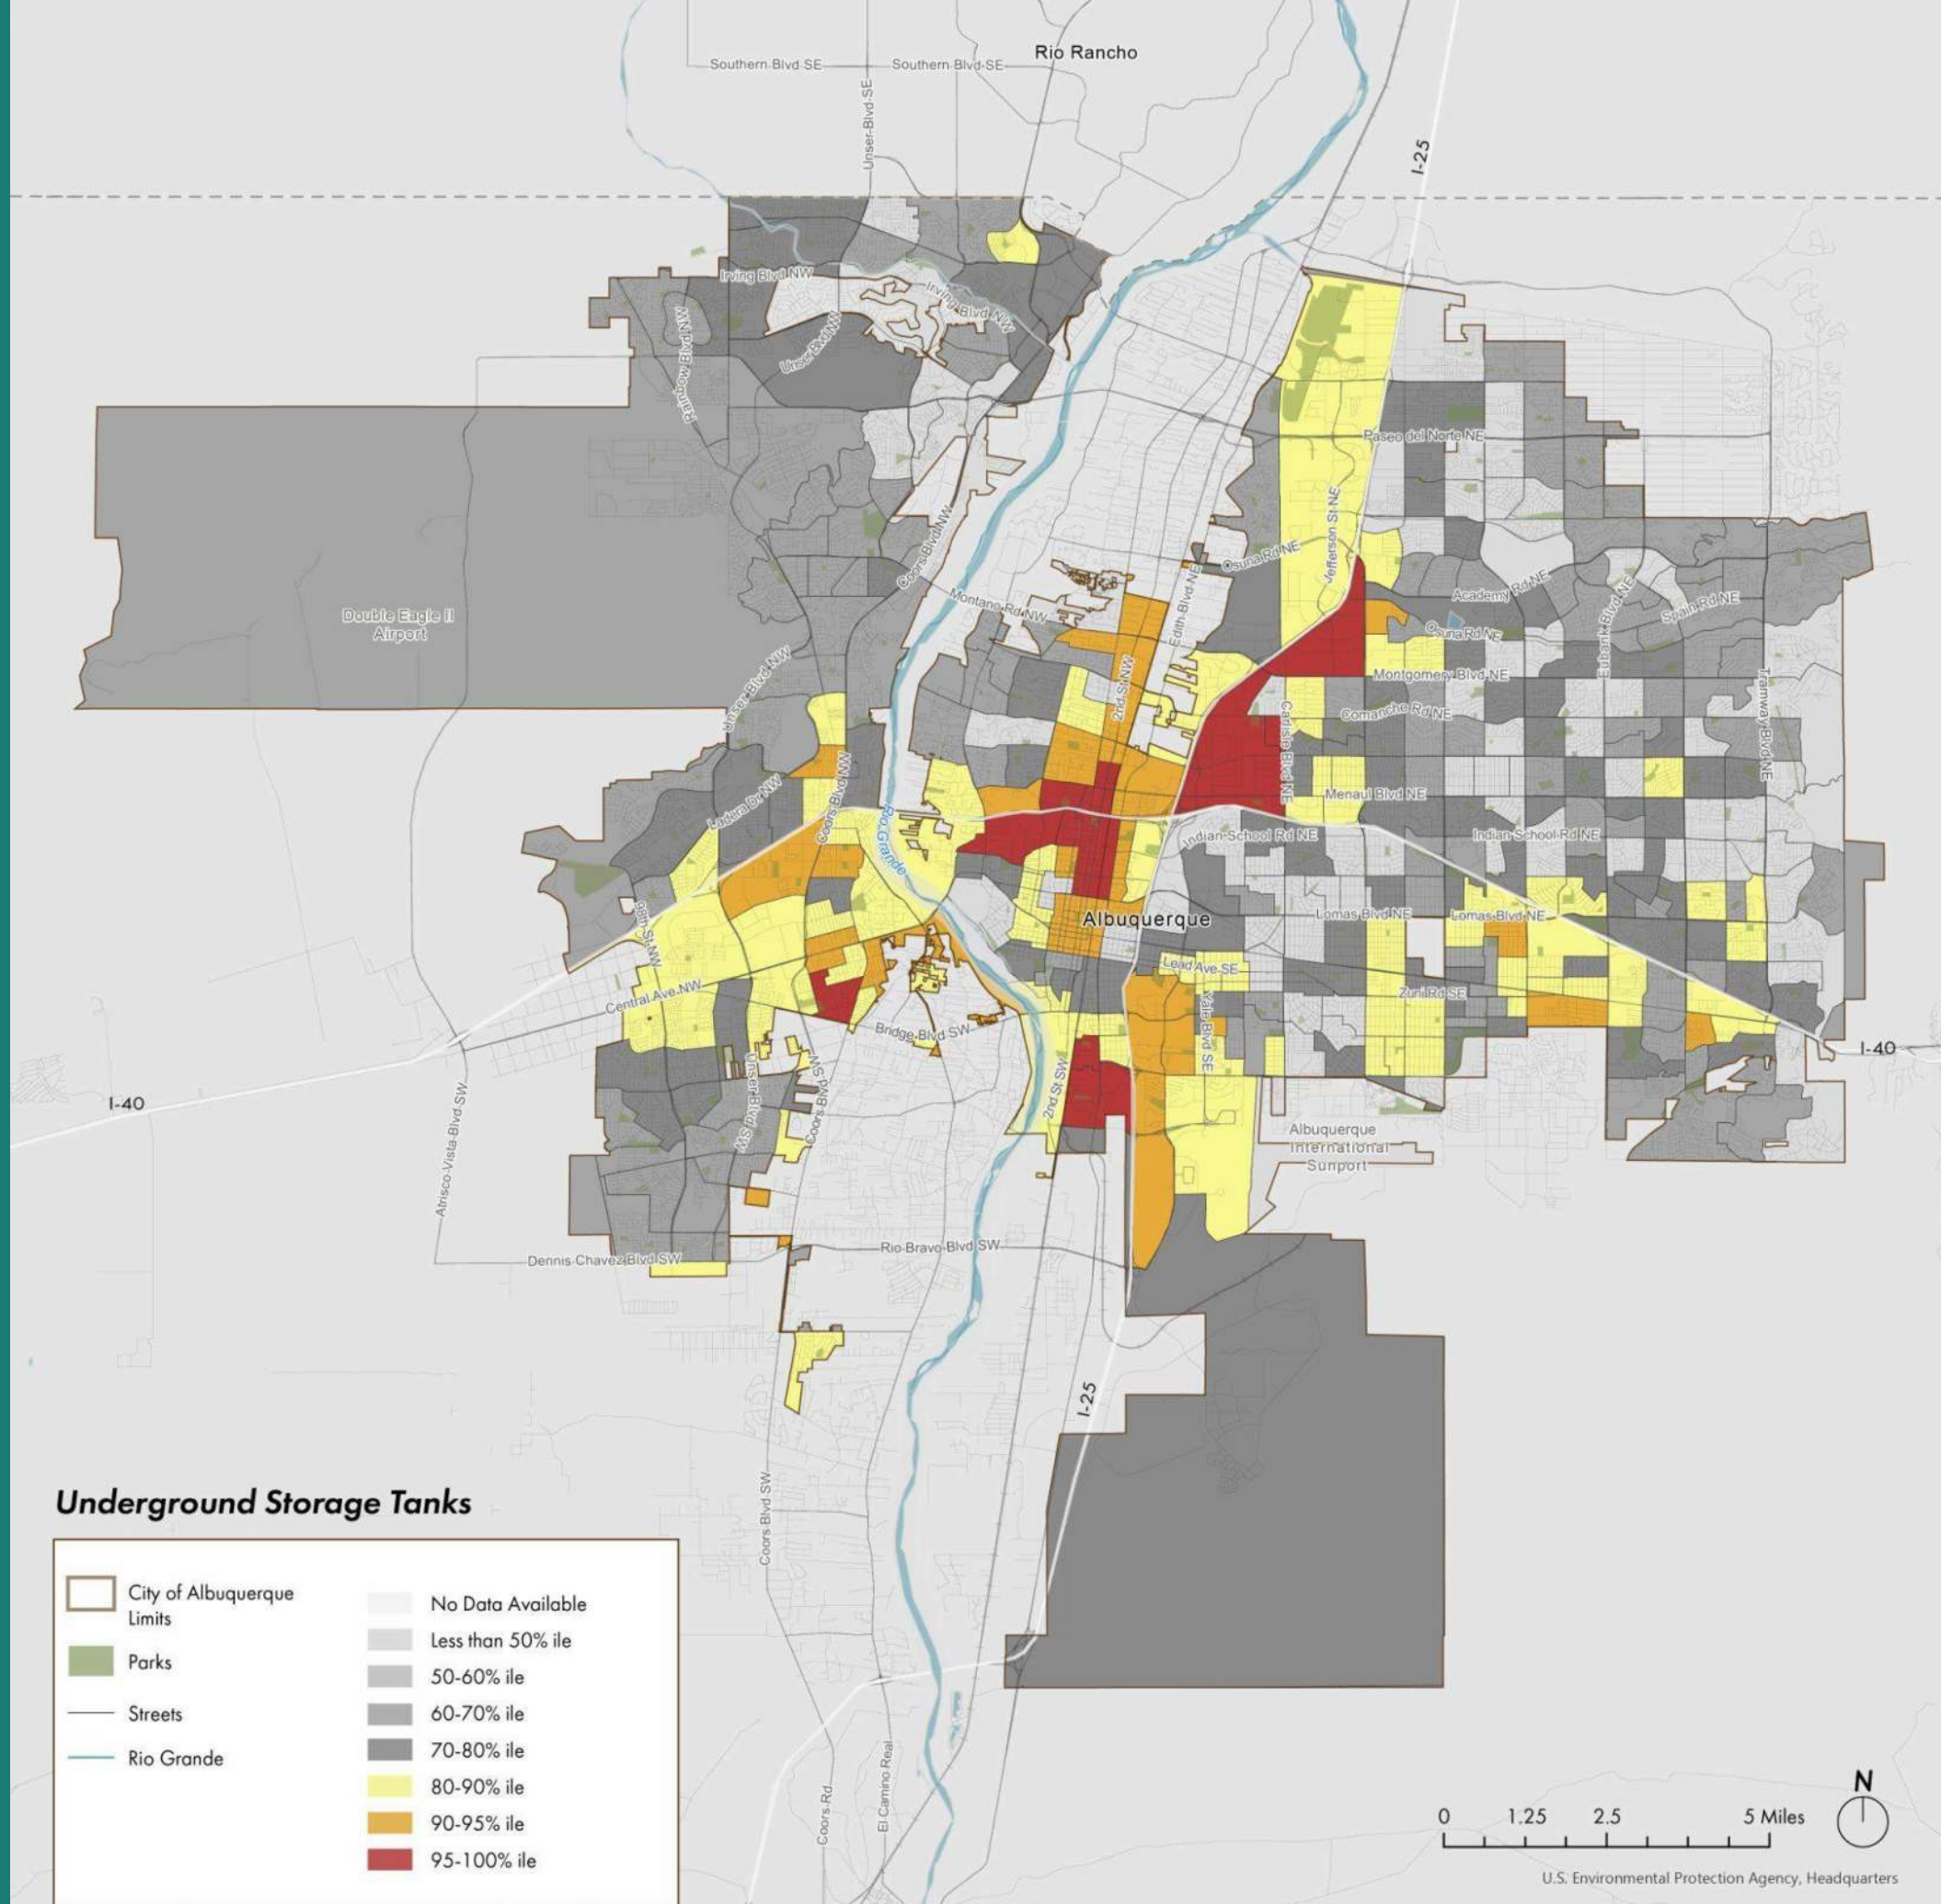 Rio Rancho
Southern Blvd SE
Southern Blvd SE
Unser Blvd SE
I-25
Irving Blvd NW
Irving Blvd NW
Rainbow Blvd NW
Unser Blvd NW
Paseo del Norte NE
Coors Blvd NW
Jefferson St NE
Osuna Rd NE
Edith Blvd NE
Montano Rd NW
Academy Rd NE
Eubank Blvd NE
Spain Rd NE
Osuna Rd NE
Double Eagle II
Airport
Unser Blvd NW
2nd St NW
Montgomery Blvd NE
Tramway Blvd NE
Carlisle Blvd NE
Comanche Rd NE
Coors Blvd NW
Ladera Dr NW
Menaul Blvd NE
Rio Grande
Indian School Rd NE
Indian School Rd NE
98th St NW
Albuquerque
Lomas Blvd NE
Lomas Blvd NE
Lead Ave SE
Central Ave NW
Zuni Rd SE
Yale Blvd SE
Bridge Blvd SW
I-40
I-40
Unser Blvd SW
Coors Blvd SW
2nd St SW
Atrisco Vista Blvd SW
Albuquerque
International
Sunport
Rio Bravo Blvd SW
Dennis Chavez Blvd SW
I-25
Coors Blvd SW
Coors Rd
El Camino Real
Underground Storage Tanks
City of Albuquerque
Limits
Parks
Streets
Rio Grande
No Data Available
Less than 50% ile
50-60% ile
60-70% ile
70-80% ile
80-90% ile
90-95% ile
95-100% ile
N
0 1.25 2.5 5 Miles
U.S. Environmental Protection Agency, Headquarters